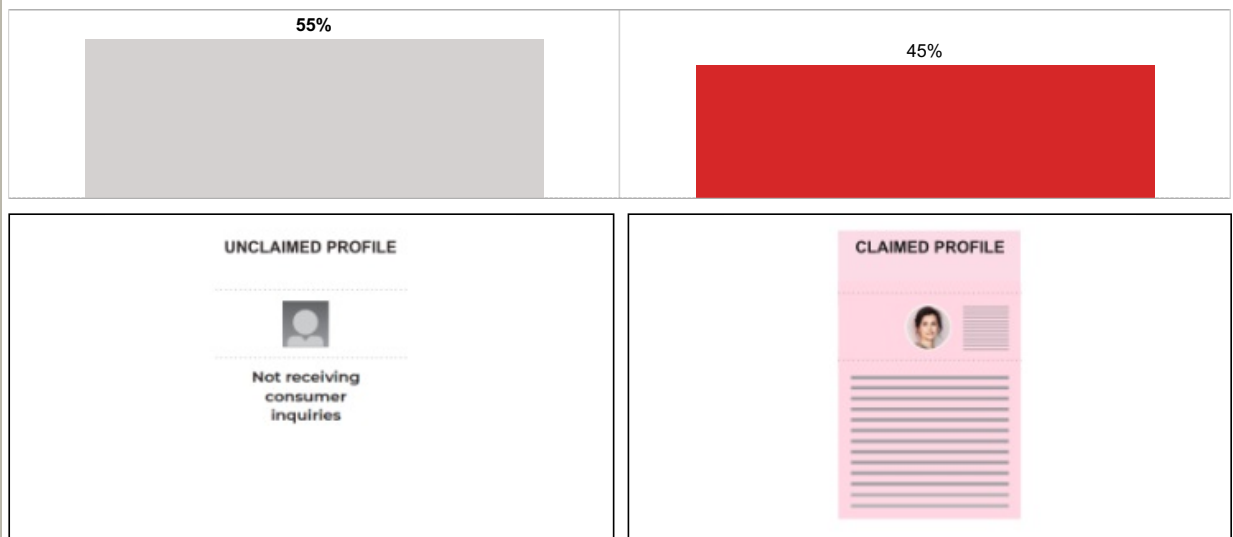 55%
45%
UNCLAIMED PROFILE
Not receiving
consumer
inquiries
CLAIMED PROFILE